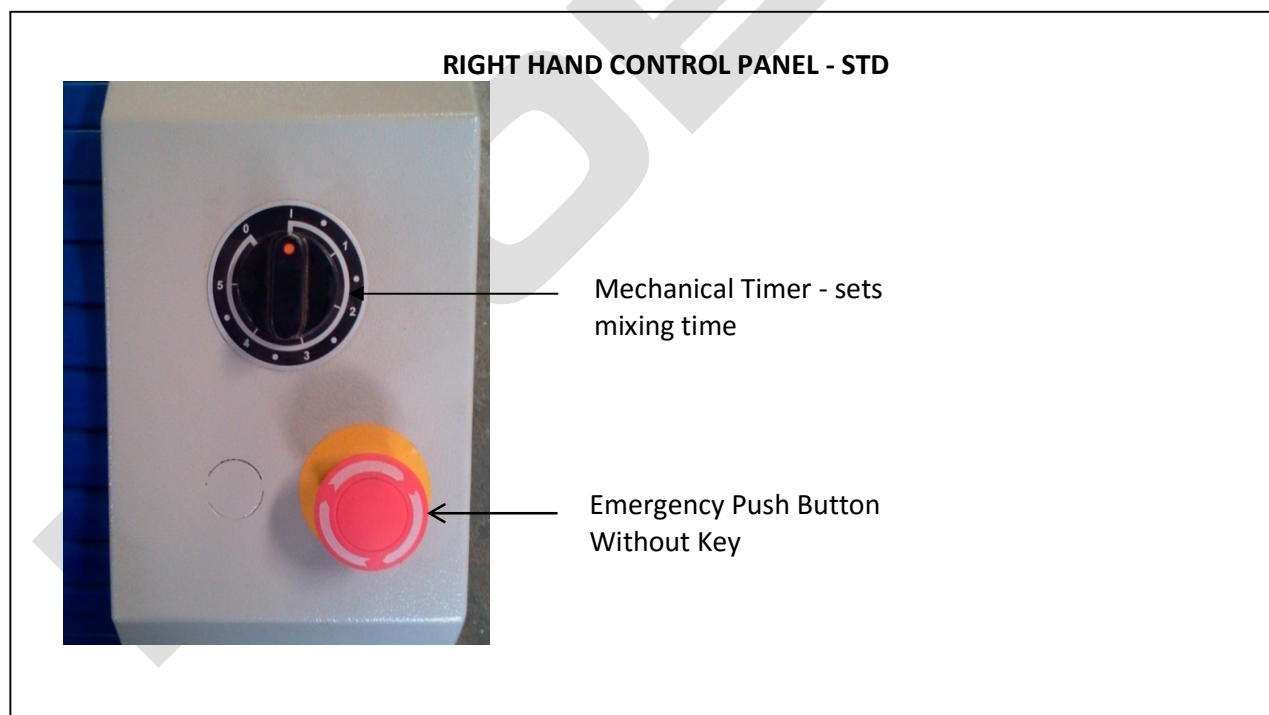 RIGHT HAND CONTROL PANEL - STD
0
I
1
2
3
4
5
Mechanical Timer - sets
mixing time
Emergency Push Button
Without Key